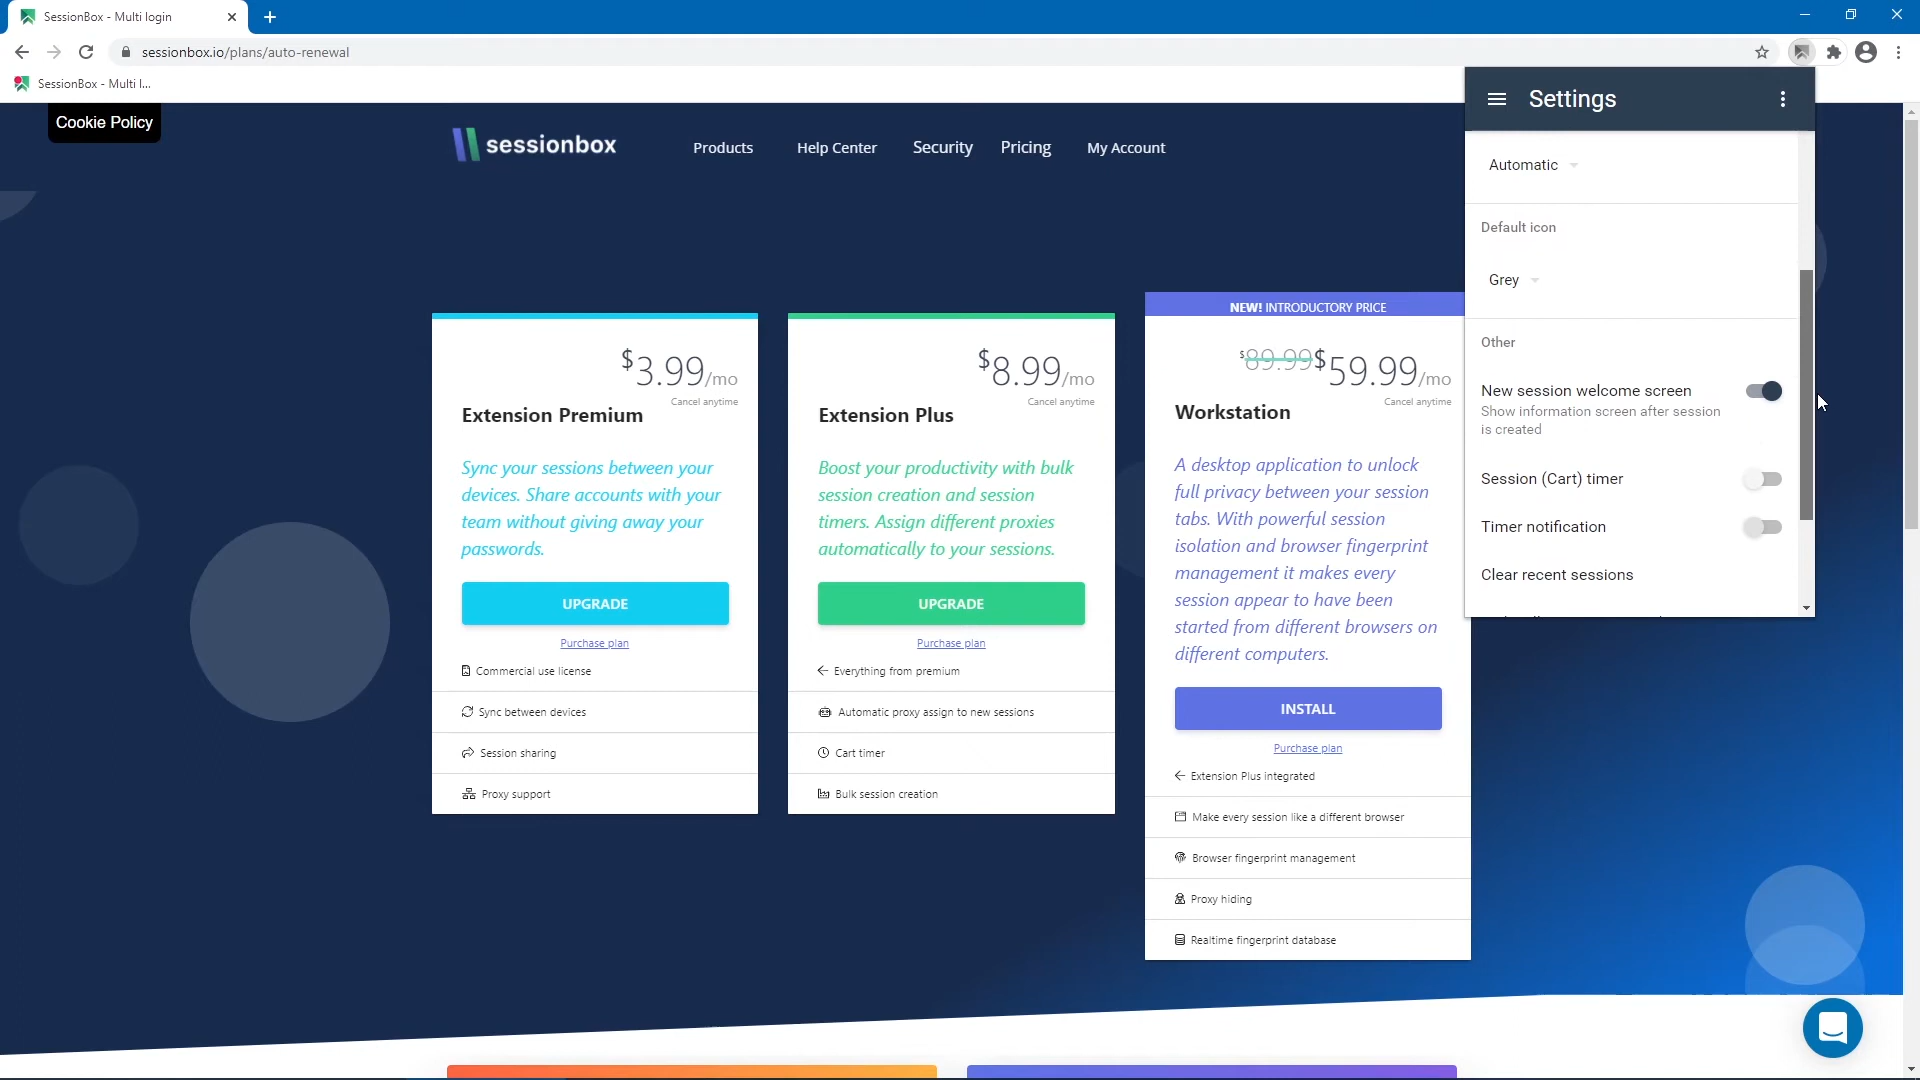 SessionBox - Multi login
sessionbox.io/plans/auto-renewal
SessionBox - Multi l...
Cookie Policy
sessionbox
Products
Help Center
Security
Pricing
My Account
$3.99/mo
Cancel anytime
Extension Premium
Sync your sessions between your
devices. Share accounts with your
team without giving away your
passwords.
UPGRADE
Purchase plan
Commercial use license
Sync between devices
Session sharing
Proxy support
$8.99/mo
Cancel anytime
Extension Plus
Boost your productivity with bulk
session creation and session
timers. Assign different proxies
automatically to your sessions.
UPGRADE
Purchase plan
Everything from premium
Automatic proxy assign to new sessions
Cart timer
Bulk session creation
NEW! INTRODUCTORY PRICE
$89.99 $59.99/mo
Cancel anytime
Workstation
A desktop application to unlock
full privacy between your session
tabs. With powerful session
isolation and browser fingerprint
management it makes every
session appear to have been
started from different browsers on
different computers.
INSTALL
Purchase plan
Extension Plus integrated
Make every session like a different browser
Browser fingerprint management
Proxy hiding
Realtime fingerprint database
Settings
Automatic
Default icon
Grey
Other
New session welcome screen
Show information screen after session
is created
Session (Cart) timer
Timer notification
Clear recent sessions